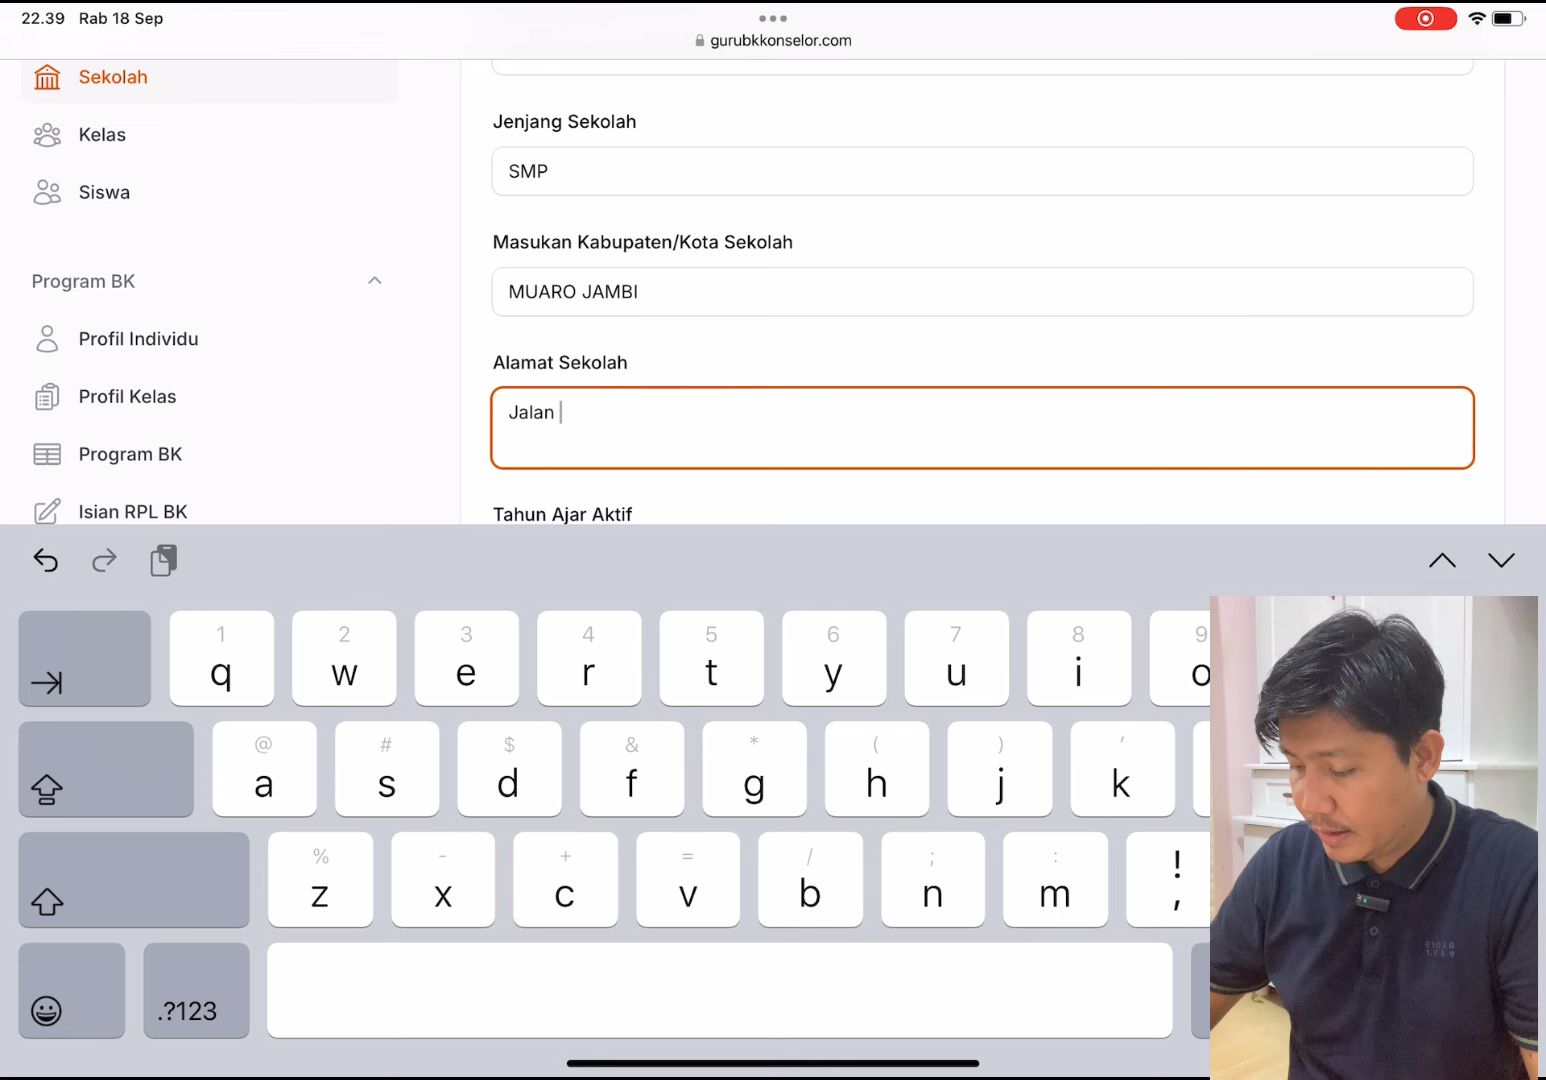 22.39 Rab 18 Sep
gurubkkonselor.com
Sekolah
Kelas
Siswa
Program BK
Profil Individu
Profil Kelas
Program BK
Isian RPL BK
Jenjang Sekolah
SMP
Masukan Kabupaten/Kota Sekolah
MUARO JAMBI
Alamat Sekolah
Jalan
Tahun Ajar Aktif
1 2 3 4 5 6 7 8 9
q w e r t y u i o
@ # $ & * ( ) '
a s d f g h j k
% - + = / ; : !
z x c v b n m ,
.?123